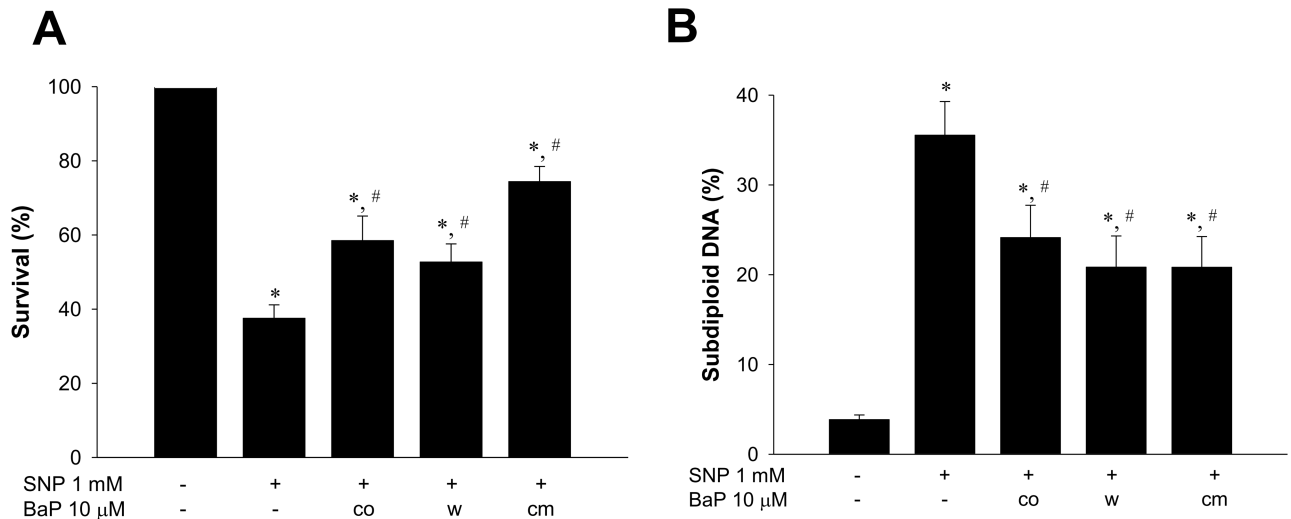 A
Survival (%)
100
80
60
40
20
0
*
*, #
*, #
*, #
SNP 1 mM - + + + +
BaP 10 μM - - co w cm
B
Subdiploid DNA (%)
40
30
20
10
0
*
*, #
*, #
*, #
SNP 1 mM - + + + +
BaP 10 μM - - co w cm